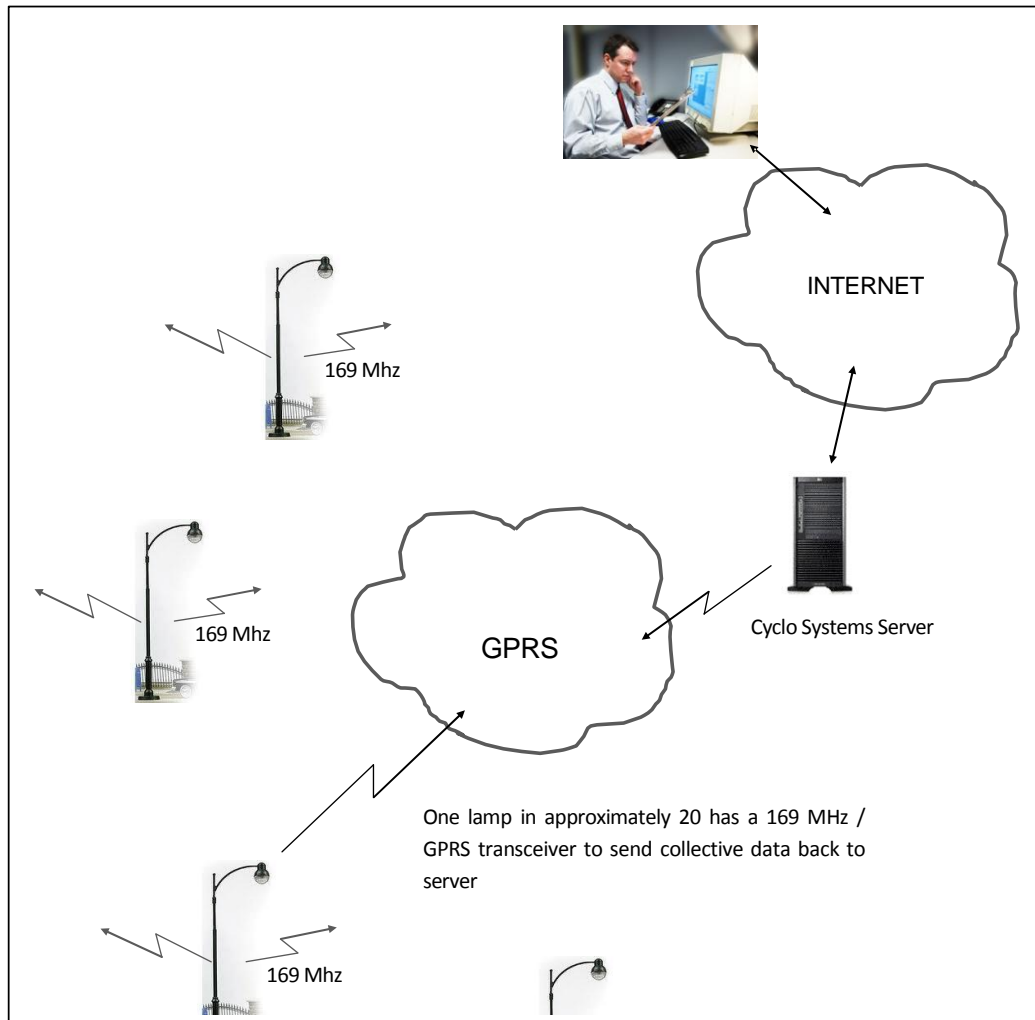 INTERNET
169 Mhz
Cyclo Systems Server
169 Mhz
GPRS
One lamp in approximately 20 has a 169 MHz /
GPRS transceiver to send collective data back to
server
169 Mhz